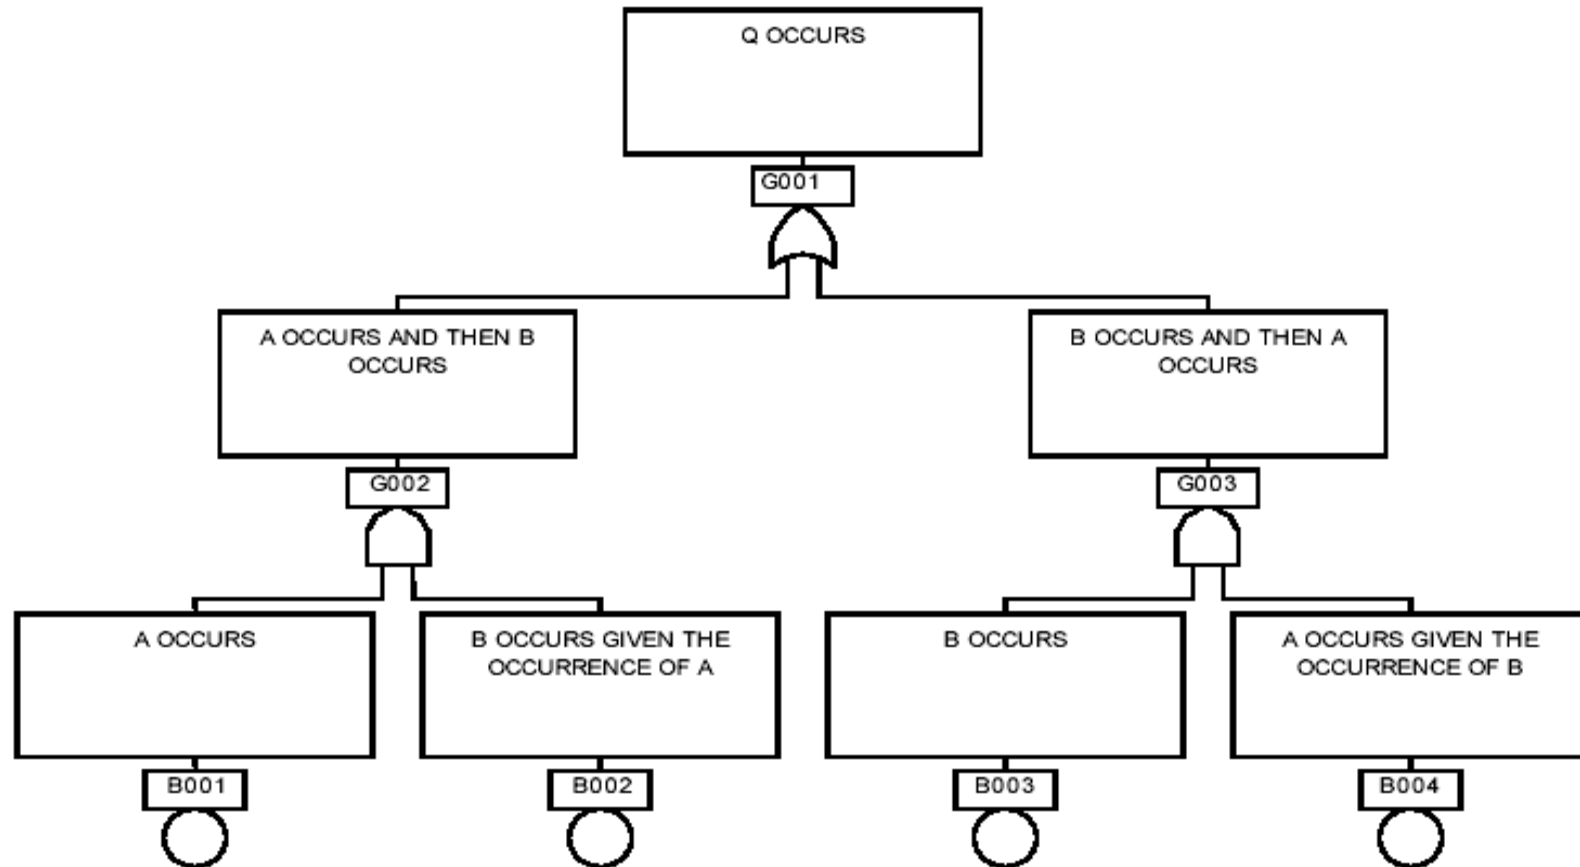 Q OCCURS
G001
A OCCURS AND THEN B
OCCURS
B OCCURS AND THEN A
OCCURS
G002
G003
A OCCURS
B OCCURS GIVEN THE
OCCURRENCE OF A
B OCCURS
A OCCURS GIVEN THE
OCCURRENCE OF B
B001
B002
B003
B004